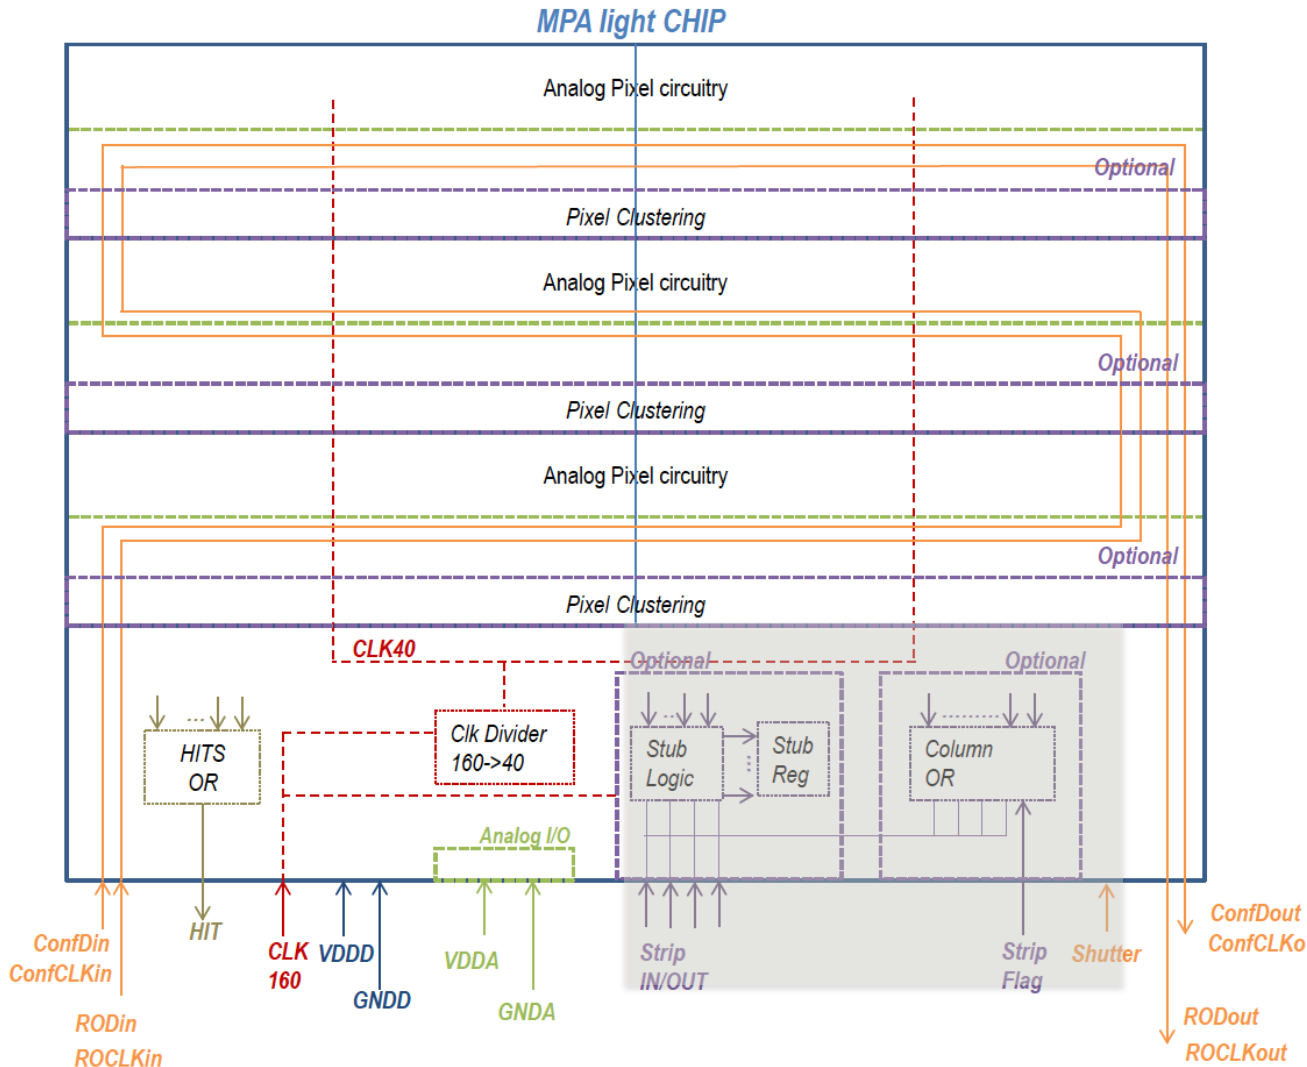 MPA light CHIP
Analog Pixel circuitry
Optional
Pixel Clustering
Analog Pixel circuitry
Optional
Pixel Clustering
Analog Pixel circuitry
Optional
Pixel Clustering
CLK40
Optional
Optional
HITS
OR
Clk Divider
160->40
Stub
Logic
Stub
Reg
Column
OR
Analog I/O
HIT
ConfDin
ConfCLKin
CLK
160
VDDD
GNDD
VDDA
GNDA
Strip
IN/OUT
Strip
Flag
Shutter
ConfDout
ConfCLKo
RODin
ROCLKin
RODout
ROCLKout